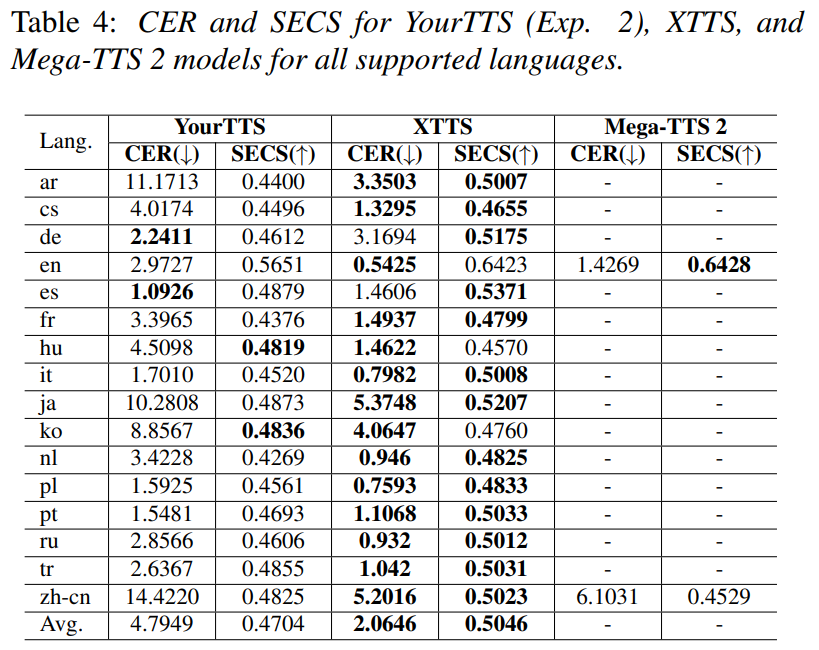 Table 4: CER and SECS for YourTTS (Exp. 2), XTTS, and
Mega-TTS 2 models for all supported languages.
Lang. YourTTS XTTS Mega-TTS 2
CER(↓) SECS(↑) CER(↓) SECS(↑) CER(↓) SECS(↑)
ar 11.1713 0.4400 3.3503 0.5007 - -
cs 4.0174 0.4496 1.3295 0.4655 - -
de 2.2411 0.4612 3.1694 0.5175 - -
en 2.9727 0.5651 0.5425 0.6423 1.4269 0.6428
es 1.0926 0.4879 1.4606 0.5371 - -
fr 3.3965 0.4376 1.4937 0.4799 - -
hu 4.5098 0.4819 1.4622 0.4570 - -
it 1.7010 0.4520 0.7982 0.5008 - -
ja 10.2808 0.4873 5.3748 0.5207 - -
ko 8.8567 0.4836 4.0647 0.4760 - -
nl 3.4228 0.4269 0.946 0.4825 - -
pl 1.5925 0.4561 0.7593 0.4833 - -
pt 1.5481 0.4693 1.1068 0.5033 - -
ru 2.8566 0.4606 0.932 0.5012 - -
tr 2.6367 0.4855 1.042 0.5031 - -
zh-cn 14.4220 0.4825 5.2016 0.5023 6.1031 0.4529
Avg. 4.7949 0.4704 2.0646 0.5046 - -